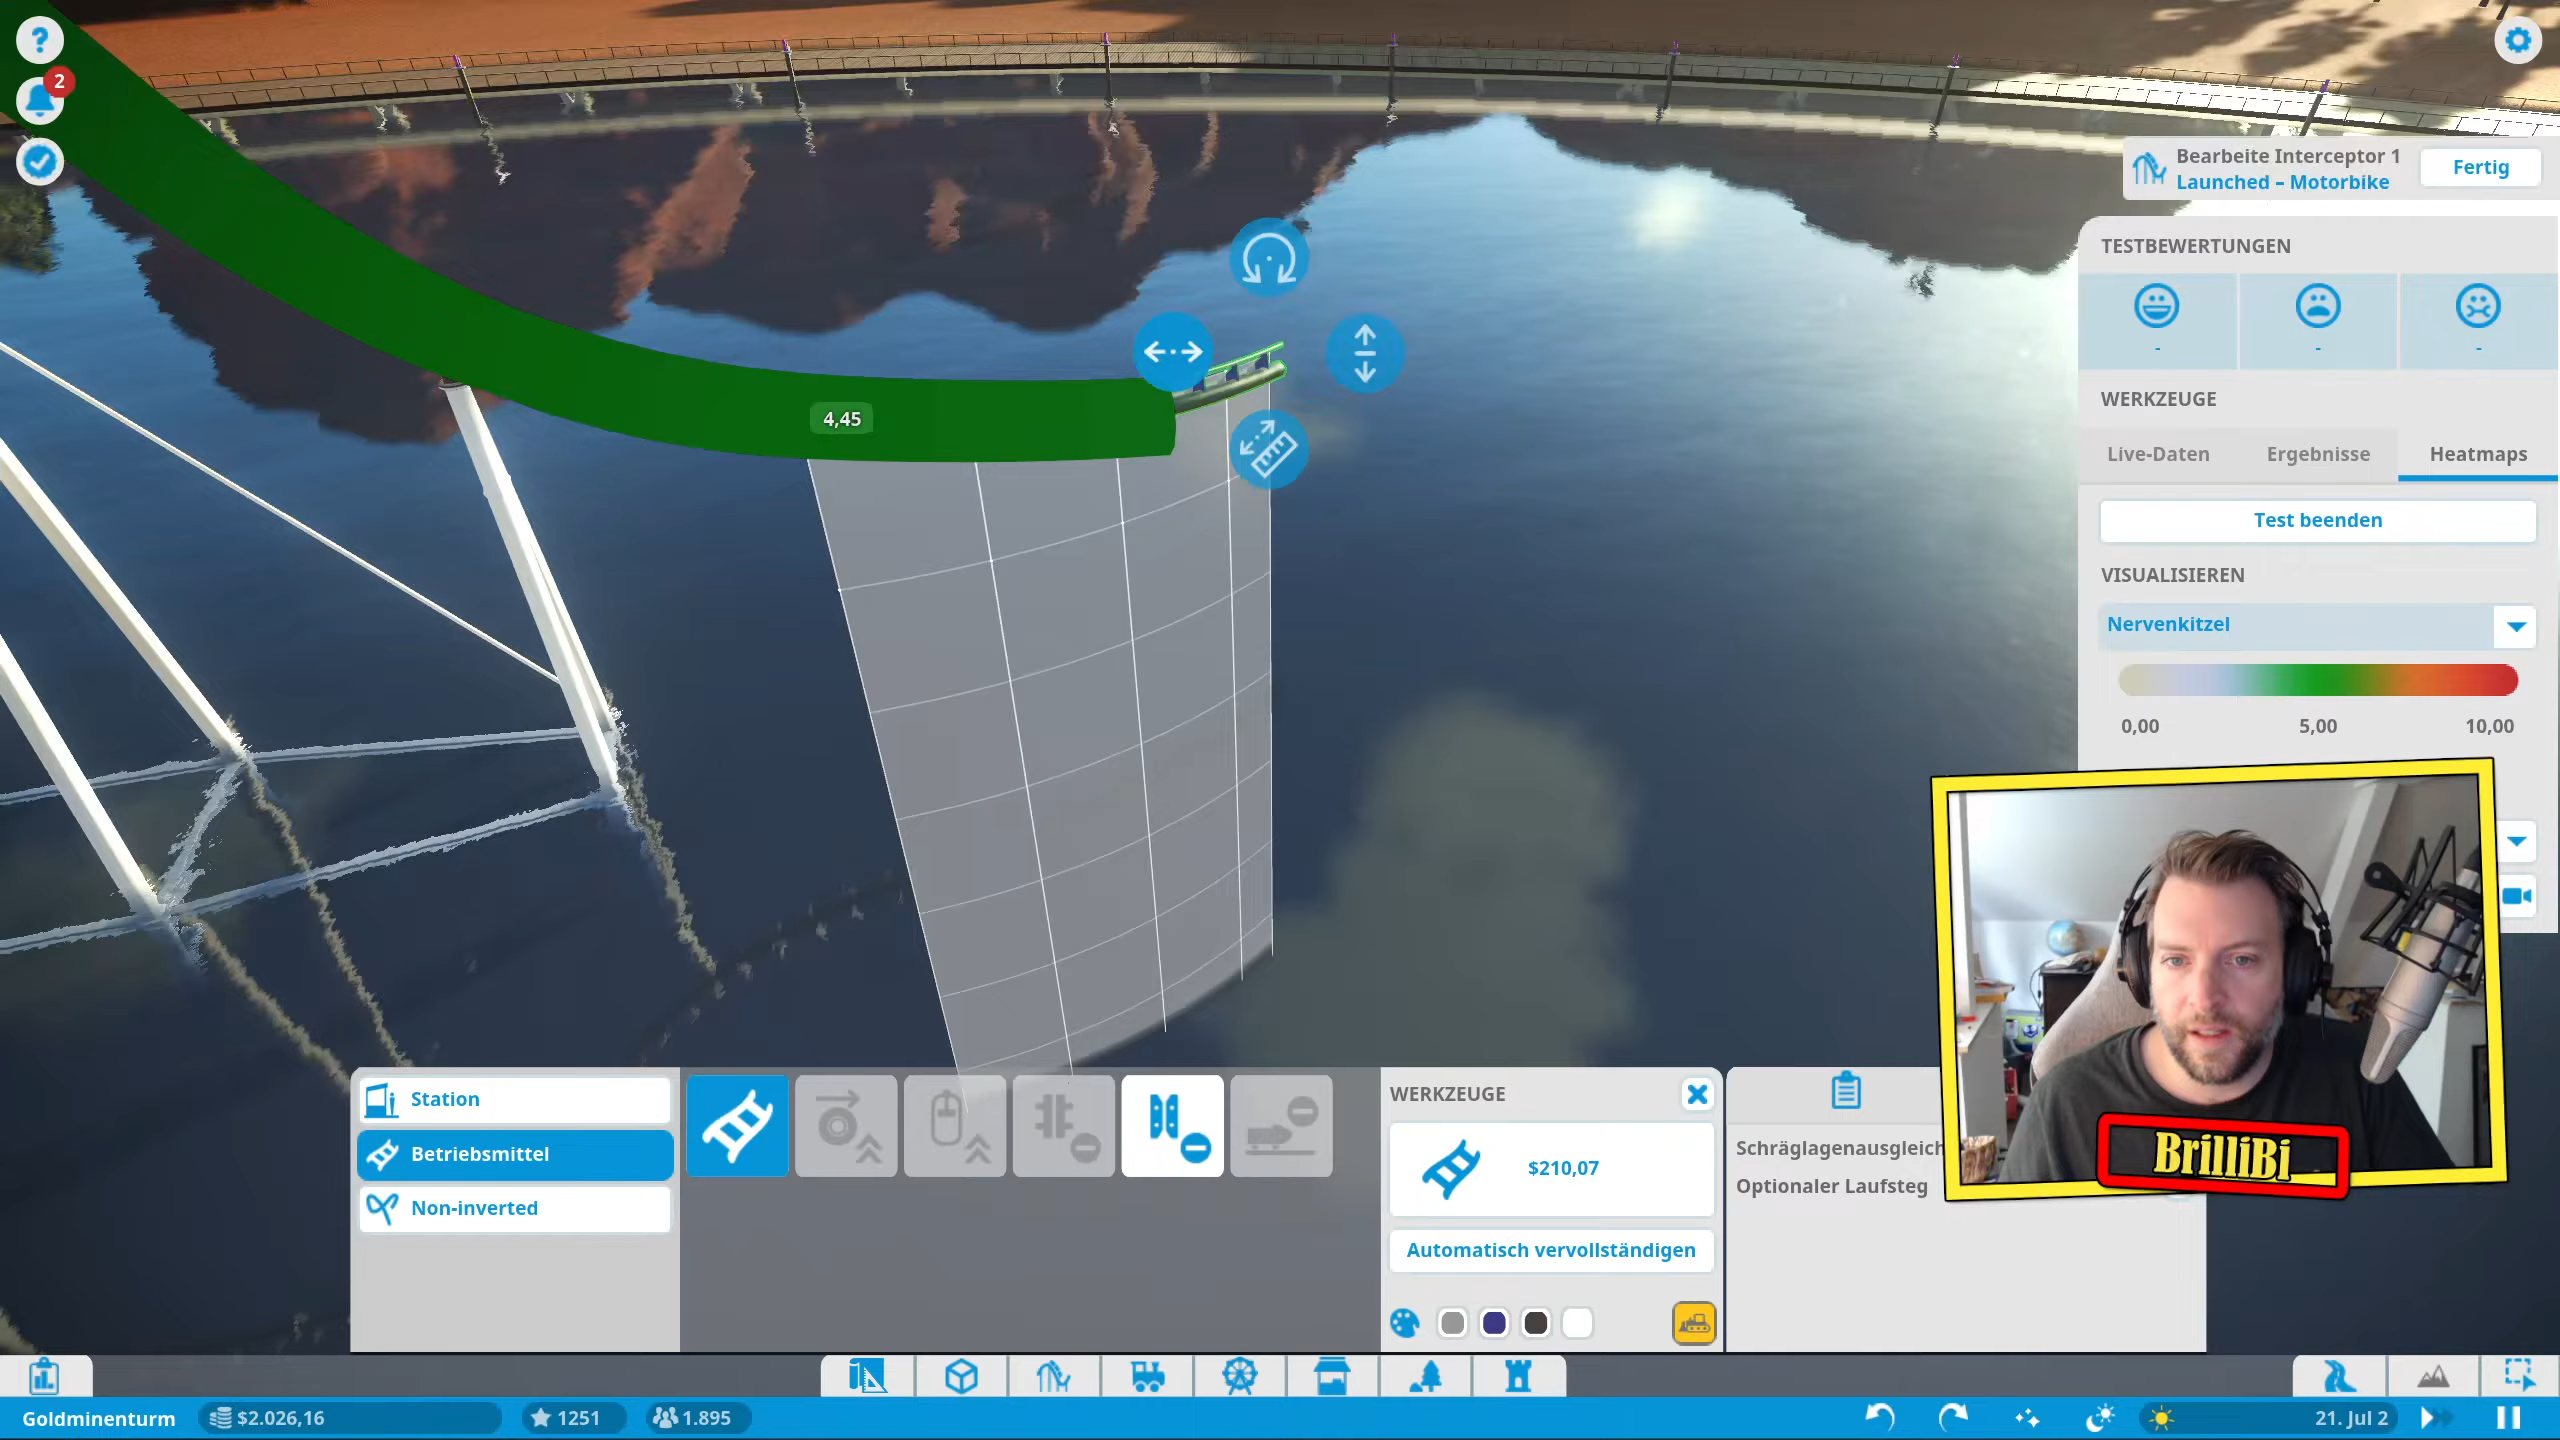 2
Bearbeite Interceptor 1
Launched – Motorbike
Fertig
TESTBEWERTUNGEN
- - -
WERKZEUGE
Live-Daten Ergebnisse Heatmaps
Test beenden
VISUALISIEREN
Nervenkitzel
0,00 5,00 10,00
4,45
Station
Betriebsmittel
Non-inverted
WERKZEUGE
$210,07
Automatisch vervollständigen
Schräglagenausgleich
Optionaler Laufsteg
BrilliBi
Goldminenturm
$2.026,16
1251
1.895
21. Jul 2